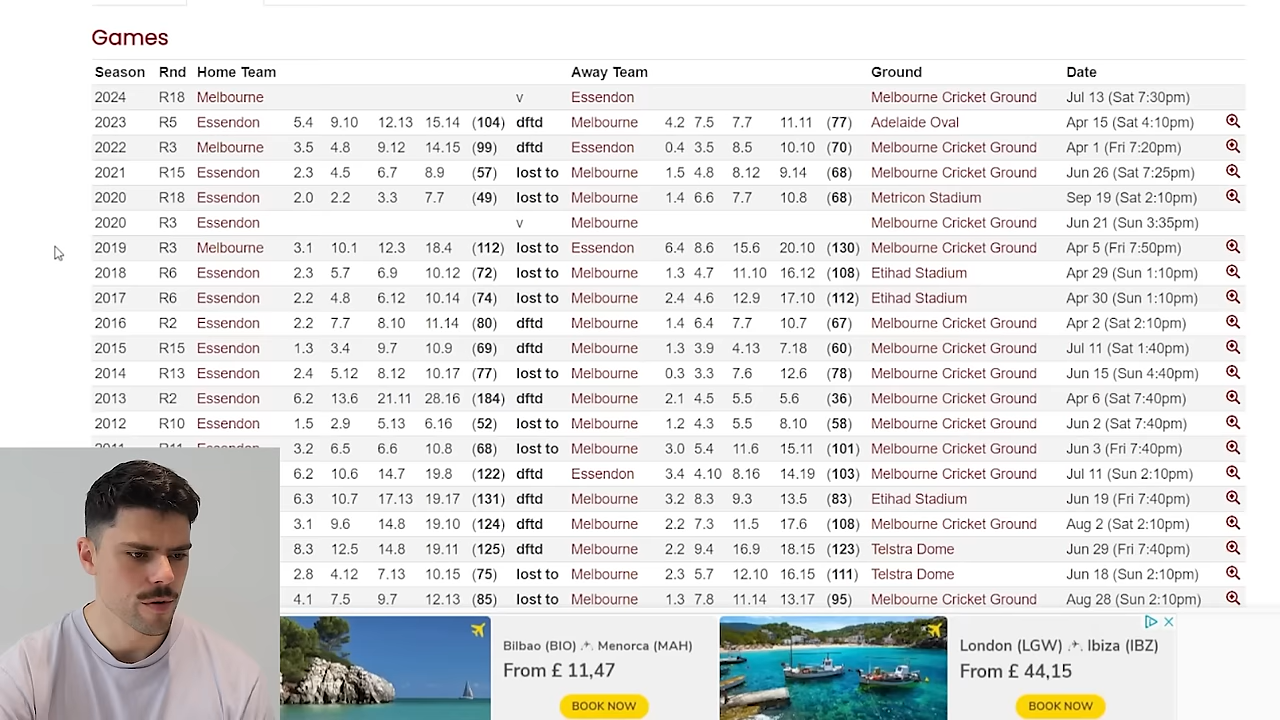 Games
Season Rnd Home Team Away Team Ground Date
2024 R18 Melbourne v Essendon Melbourne Cricket Ground Jul 13 (Sat 7:30pm)
2023 R5 Essendon 5.4 9.10 12.13 15.14 (104) dftd Melbourne 4.2 7.5 7.7 11.11 (77) Adelaide Oval Apr 15 (Sat 4:10pm)
2022 R3 Melbourne 3.5 4.8 9.12 14.15 (99) dftd Essendon 0.4 3.5 8.5 10.10 (70) Melbourne Cricket Ground Apr 1 (Fri 7:20pm)
2021 R15 Essendon 2.3 4.5 6.7 8.9 (57) lost to Melbourne 1.5 4.8 8.12 9.14 (68) Melbourne Cricket Ground Jun 26 (Sat 7:25pm)
2020 R18 Essendon 2.0 2.2 3.3 7.7 (49) lost to Melbourne 1.4 6.6 7.7 10.8 (68) Metricon Stadium Sep 19 (Sat 2:10pm)
2020 R3 Essendon v Melbourne Melbourne Cricket Ground Jun 21 (Sun 3:35pm)
2019 R3 Melbourne 3.1 10.1 12.3 18.4 (112) lost to Essendon 6.4 8.6 15.6 20.10 (130) Melbourne Cricket Ground Apr 5 (Fri 7:50pm)
2018 R6 Essendon 2.3 5.7 6.9 10.12 (72) lost to Melbourne 1.3 4.7 11.10 16.12 (108) Etihad Stadium Apr 29 (Sun 1:10pm)
2017 R6 Essendon 2.2 4.8 6.12 10.14 (74) lost to Melbourne 2.4 4.6 12.9 17.10 (112) Etihad Stadium Apr 30 (Sun 1:10pm)
2016 R2 Essendon 2.2 7.7 8.10 11.14 (80) dftd Melbourne 1.4 6.4 7.7 10.7 (67) Melbourne Cricket Ground Apr 2 (Sat 2:10pm)
2015 R15 Essendon 1.3 3.4 9.7 10.9 (69) dftd Melbourne 1.3 3.9 4.13 7.18 (60) Melbourne Cricket Ground Jul 11 (Sat 1:40pm)
2014 R13 Essendon 2.4 5.12 8.12 10.17 (77) lost to Melbourne 0.3 3.3 7.6 12.6 (78) Melbourne Cricket Ground Jun 15 (Sun 4:40pm)
2013 R2 Essendon 6.2 13.6 21.11 28.16 (184) dftd Melbourne 2.1 4.5 5.5 5.6 (36) Melbourne Cricket Ground Apr 6 (Sat 7:40pm)
2012 R10 Essendon 1.5 2.9 5.13 6.16 (52) lost to Melbourne 1.2 4.3 5.5 8.10 (58) Melbourne Cricket Ground Jun 2 (Sat 7:40pm)
2011 R11 Essendon 3.2 6.5 6.6 10.8 (68) lost to Melbourne 3.0 5.4 11.6 15.11 (101) Melbourne Cricket Ground Jun 3 (Fri 7:40pm)
6.2 10.6 14.7 19.8 (122) dftd Essendon 3.4 4.10 8.16 14.19 (103) Melbourne Cricket Ground Jul 11 (Sun 2:10pm)
6.3 10.7 17.13 19.17 (131) dftd Melbourne 3.2 8.3 9.3 13.5 (83) Etihad Stadium Jun 19 (Fri 7:40pm)
3.1 9.6 14.8 19.10 (124) dftd Melbourne 2.2 7.3 11.5 17.6 (108) Melbourne Cricket Ground Aug 2 (Sat 2:10pm)
8.3 12.5 14.8 19.11 (125) dftd Melbourne 2.2 9.4 16.9 18.15 (123) Telstra Dome Jun 29 (Fri 7:40pm)
2.8 4.12 7.13 10.15 (75) lost to Melbourne 2.3 5.7 12.10 16.15 (111) Telstra Dome Jun 18 (Sun 2:10pm)
4.1 7.5 9.7 12.13 (85) lost to Melbourne 1.3 7.8 11.14 13.17 (95) Melbourne Cricket Ground Aug 28 (Sun 2:10pm)
Bilbao (BIO) Menorca (MAH)
From £ 11,47
BOOK NOW
London (LGW) Ibiza (IBZ)
From £ 44,15
BOOK NOW